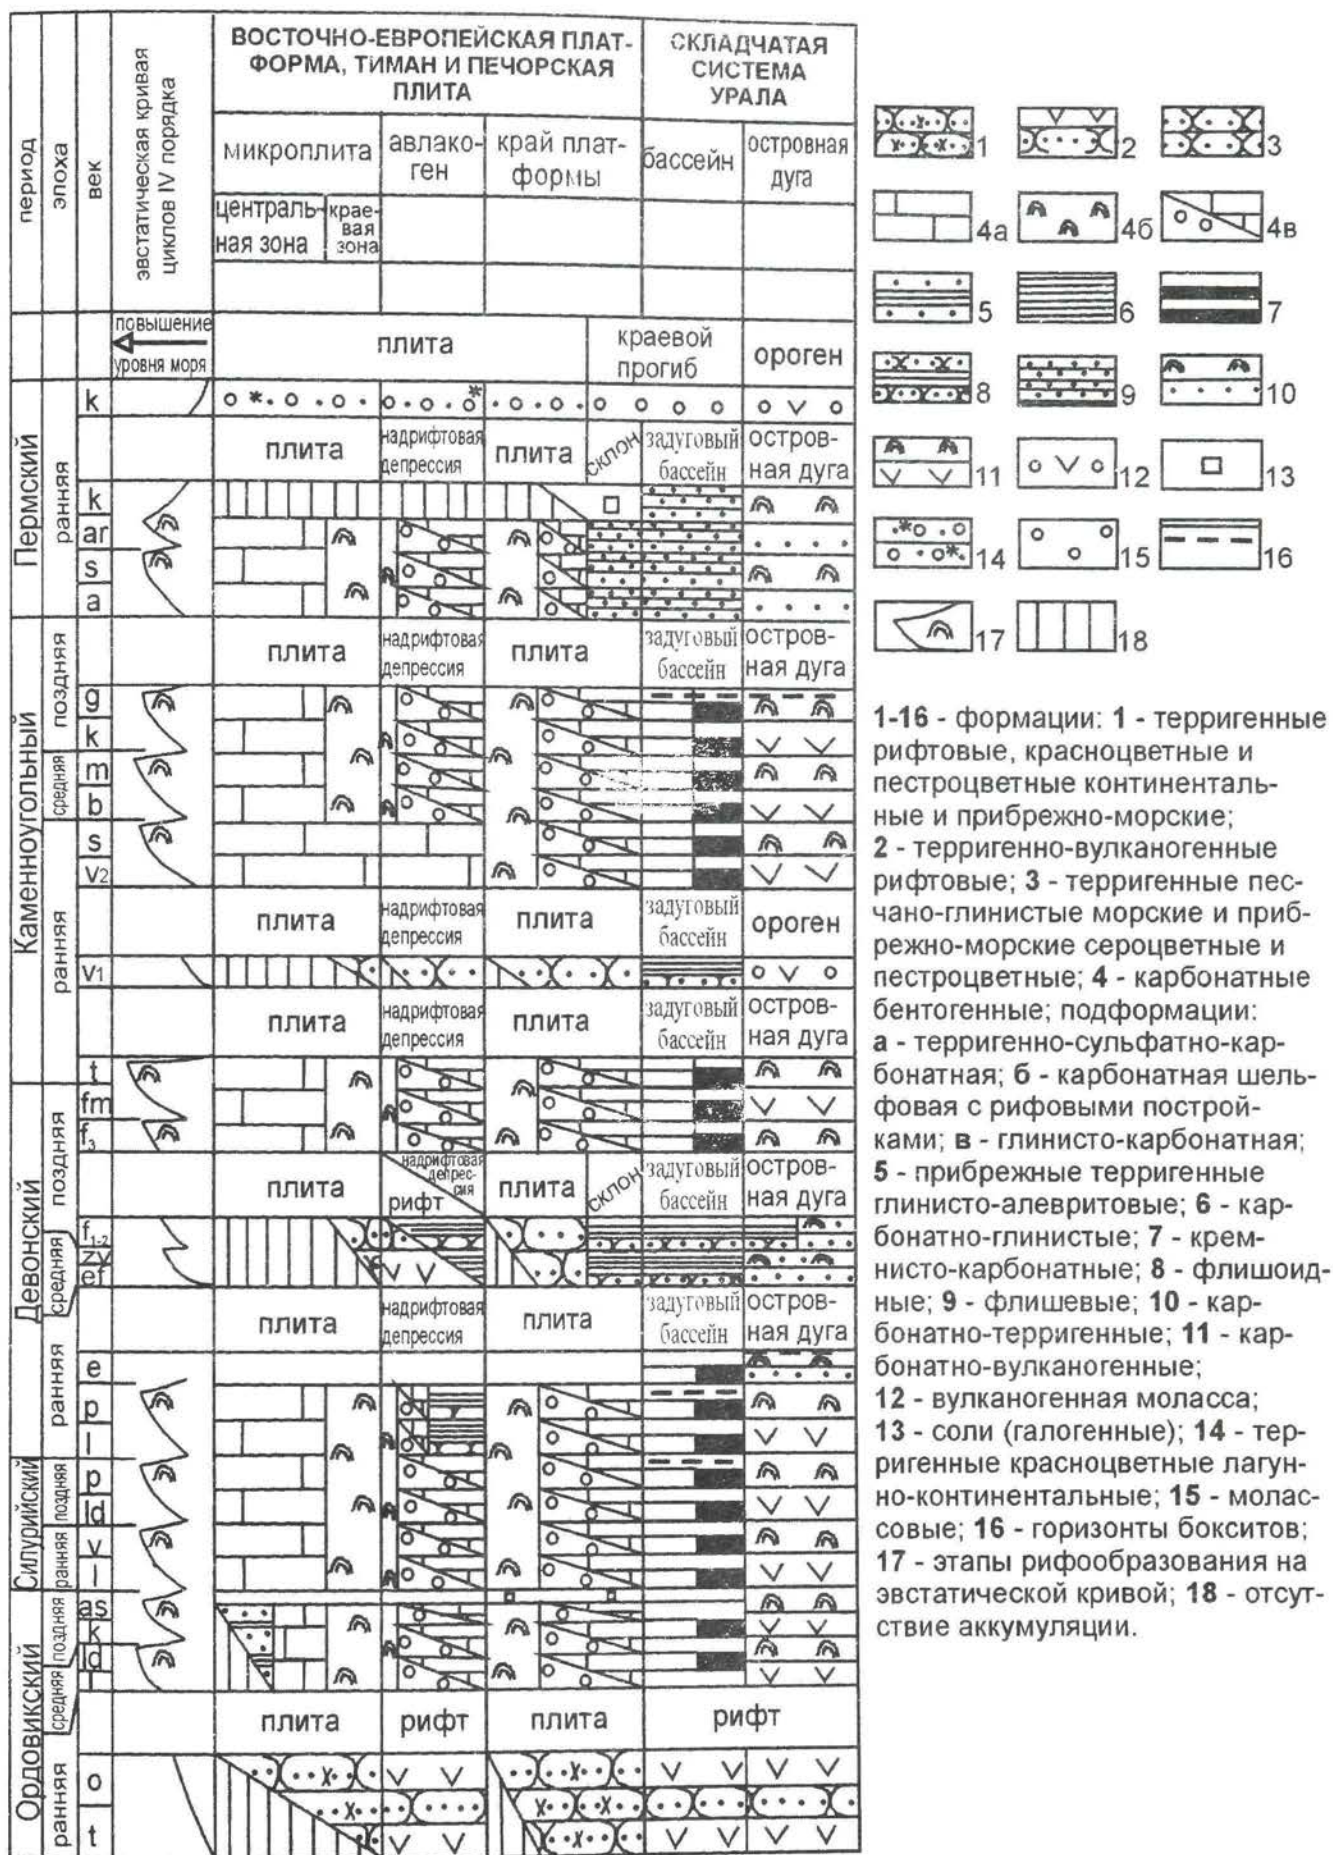 период
эпоха
век
эвстатическая кривая
циклов IV порядка
ВОСТОЧНО-ЕВРОПЕЙСКАЯ ПЛАТ-
ФОРМА, ТИМАН И ПЕЧОРСКАЯ
ПЛИТА
СКЛАДЧАТАЯ
СИСТЕМА
УРАЛА
микроплита
авлако-
ген
край плат-
формы
бассейн
островная
дуга
централь-
ная зона
крае-
вая
зона
повышение
уровня моря
плита
краевой
прогиб
ороген
Пермский
ранняя
k
плита
надрифтовая
депрессия
плита
склон
задуговый
бассейн
остров-
ная дуга
k
ar
s
a
Каменноугольный
поздняя
средняя
ранняя
плита
надрифтовая
депрессия
плита
задуговый
бассейн
остров-
ная дуга
g
k
m
b
s
v2
плита
надрифтовая
депрессия
плита
задуговый
бассейн
ороген
v1
плита
надрифтовая
депрессия
плита
задуговый
бассейн
остров-
ная дуга
t
Девонский
поздняя
средняя
ранняя
fm
f3
плита
надрифтовая
депрес-
сия
рифт
плита
склон
задуговый
бассейн
остров-
ная дуга
f1-2
zv
ef
плита
надрифтовая
депрессия
плита
задуговый
бассейн
остров-
ная дуга
e
p
l
Силурийский
поздняя
ранняя
p
ld
v
l
Ордовикский
поздняя
средняя
ранняя
as
k
ld
l
плита
рифт
плита
рифт
o
t
1
2
3
4а
4б
4в
5
6
7
8
9
10
11
12
13
14
15
16
17
18
1-16 - формации: 1 - терригенные
рифтовые, красноцветные и
пестроцветные континенталь-
ные и прибрежно-морские;
2 - терригенно-вулканогенные
рифтовые; 3 - терригенные пес-
чано-глинистые морские и приб-
режно-морские сероцветные и
пестроцветные; 4 - карбонатные
бентогенные; подформации:
а - терригенно-сульфатно-кар-
бонатная; б - карбонатная шель-
фовая с рифовыми построй-
ками; в - глинисто-карбонатная;
5 - прибрежные терригенные
глинисто-алевритовые; 6 - кар-
бонатно-глинистые; 7 - крем-
нисто-карбонатные; 8 - флишоид-
ные; 9 - флишевые; 10 - кар-
бонатно-терригенные; 11 - кар-
бонатно-вулканогенные;
12 - вулканогенная моласса;
13 - соли (галогенные); 14 - тер-
ригенные красноцветные лагун-
но-континентальные; 15 - молас-
совые; 16 - горизонты бокситов;
17 - этапы рифообразования на
эвстатической кривой; 18 - отсут-
ствие аккумуляции.